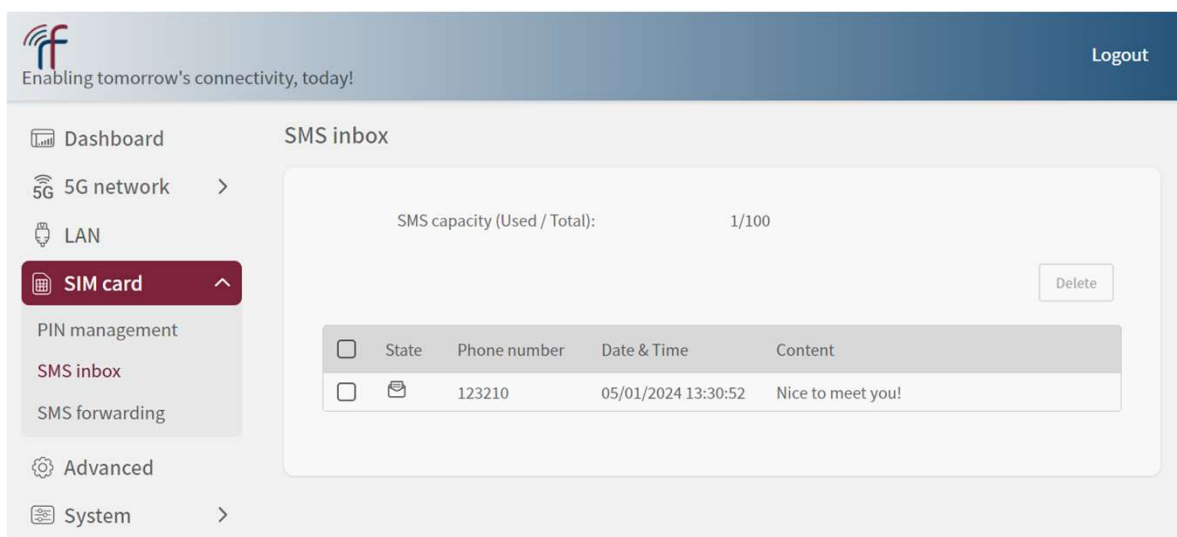 Enabling tomorrow's connectivity, today!
Logout
Dashboard
5G 5G network
LAN
SIM card
PIN management
SMS inbox
SMS forwarding
Advanced
System
SMS inbox
SMS capacity (Used / Total): 1/100
Delete
State Phone number Date & Time Content
123210 05/01/2024 13:30:52 Nice to meet you!